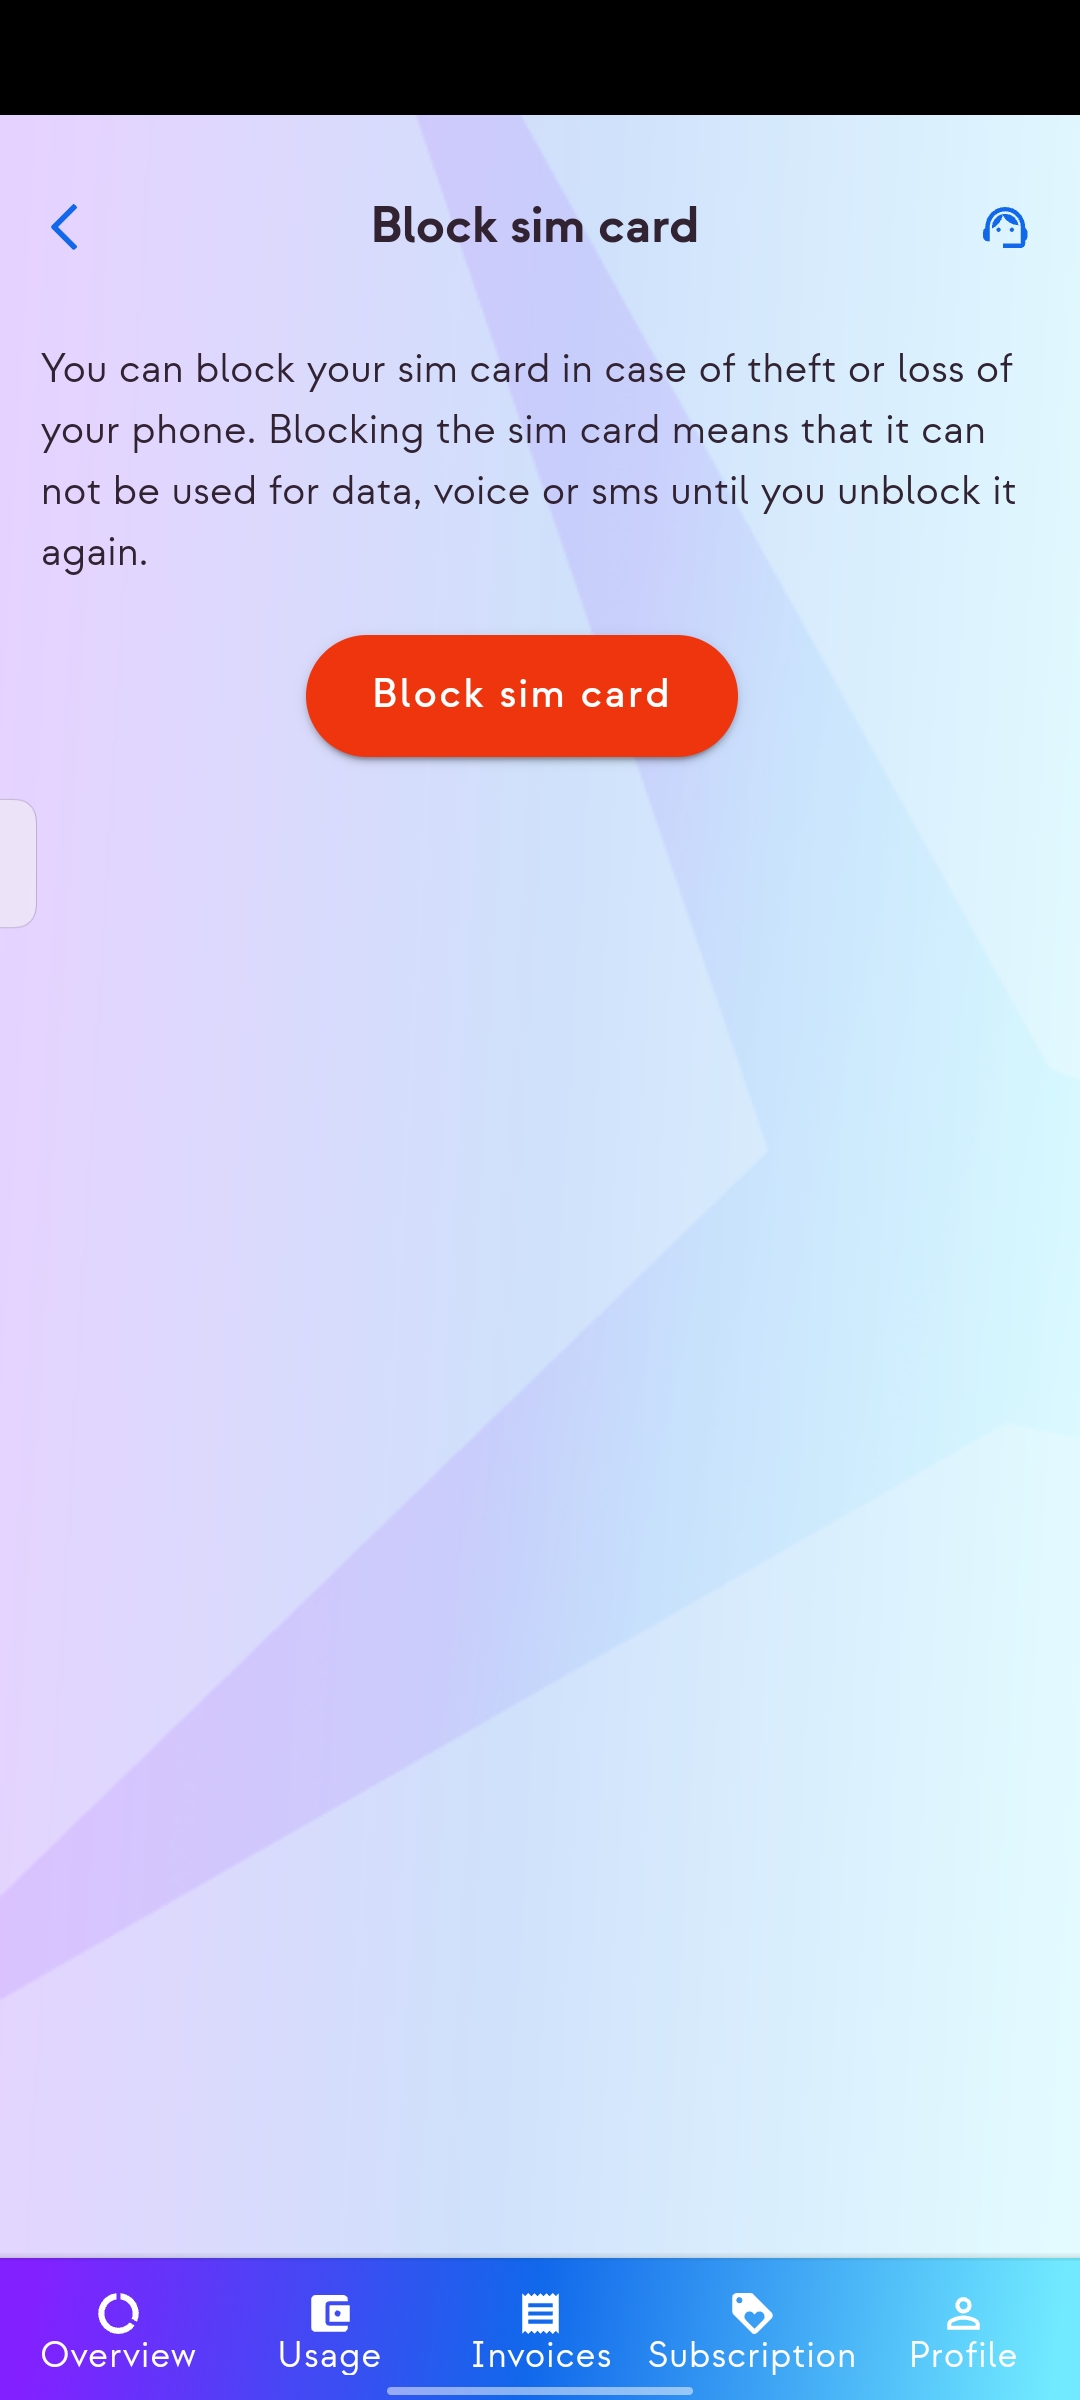 Block sim card
You can block your sim card in case of theft or loss of
your phone. Blocking the sim card means that it can
not be used for data, voice or sms until you unblock it
again.
Block sim card
Overview
Usage
Invoices
Subscription
Profile